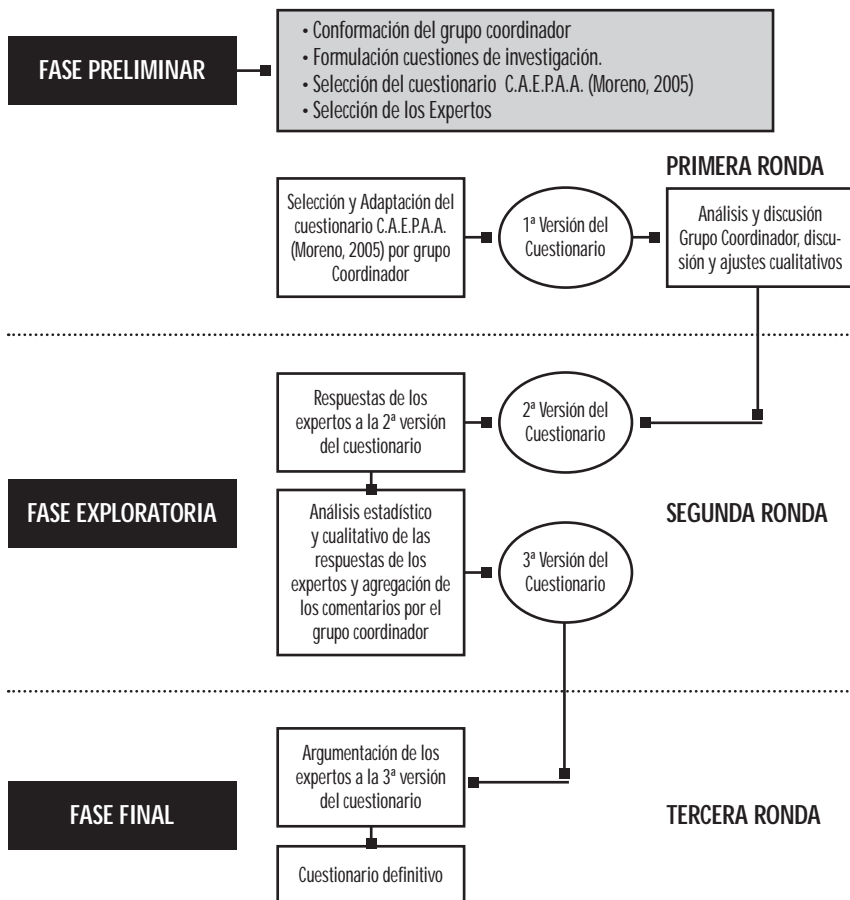 FASE PRELIMINAR
• Conformación del grupo coordinador
• Formulación cuestiones de investigación.
• Selección del cuestionario C.A.E.P.A.A. (Moreno, 2005)
• Selección de los Expertos
PRIMERA RONDA
Selección y Adaptación del
cuestionario C.A.E.P.A.A.
(Moreno, 2005) por grupo
Coordinador
1ª Versión del
Cuestionario
Análisis y discusión
Grupo Coordinador, discu-
sión y ajustes cualitativos
Respuestas de los
expertos a la 2ª versión
del cuestionario
2ª Versión del
Cuestionario
FASE EXPLORATORIA
SEGUNDA RONDA
Análisis estadístico
y cualitativo de las
respuestas de los
expertos y agregación de
los comentarios por el
grupo coordinador
3ª Versión del
Cuestionario
Argumentación de los
expertos a la 3ª versión
del cuestionario
FASE FINAL
TERCERA RONDA
Cuestionario definitivo